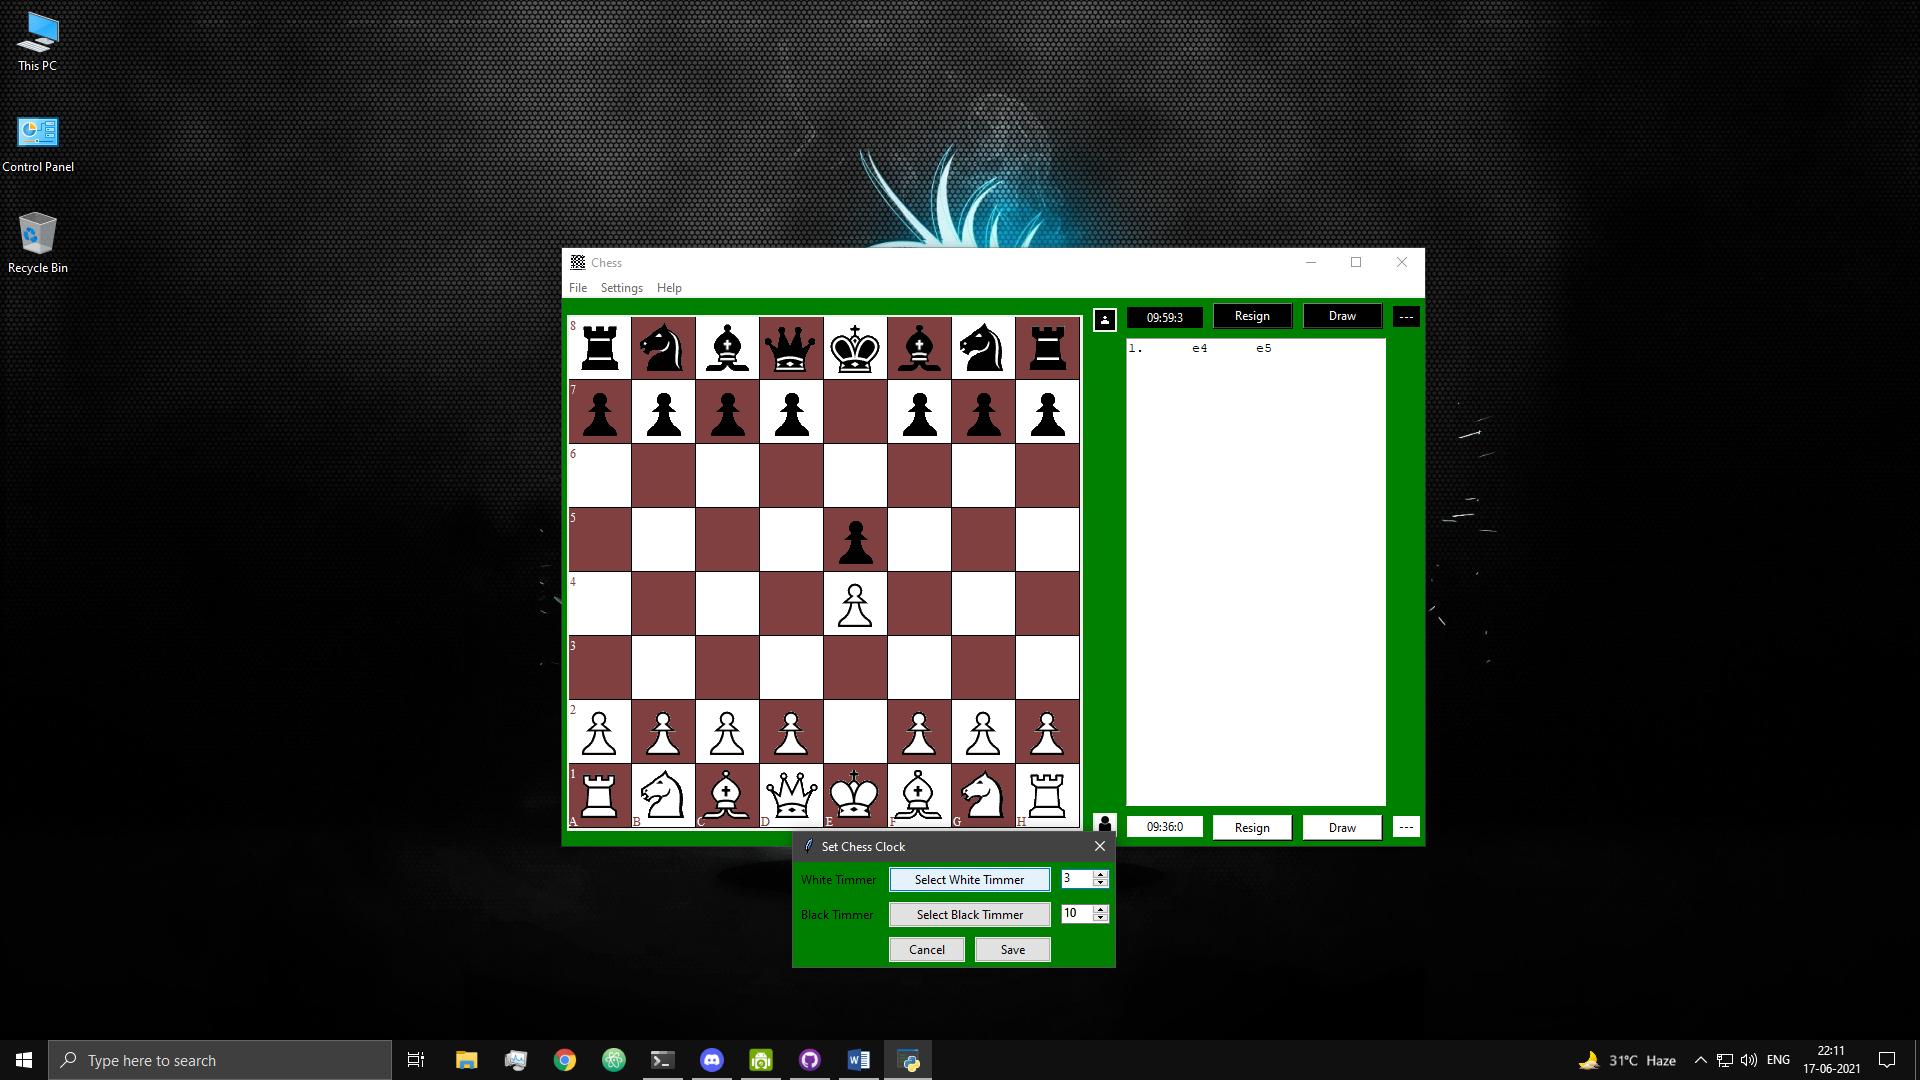 This PC
Control Panel
Recycle Bin
Chess
File Settings Help
09:59:3 Resign Draw ---
1. e4 e5
8
7
6
5
4
3
2
1
A B C D E F G H
09:36:0 Resign Draw ---
Set Chess Clock
White Timmer Select White Timmer 3
Black Timmer Select Black Timmer 10
Cancel Save
Type here to search
31°C Haze
ENG
22:11
17-06-2021